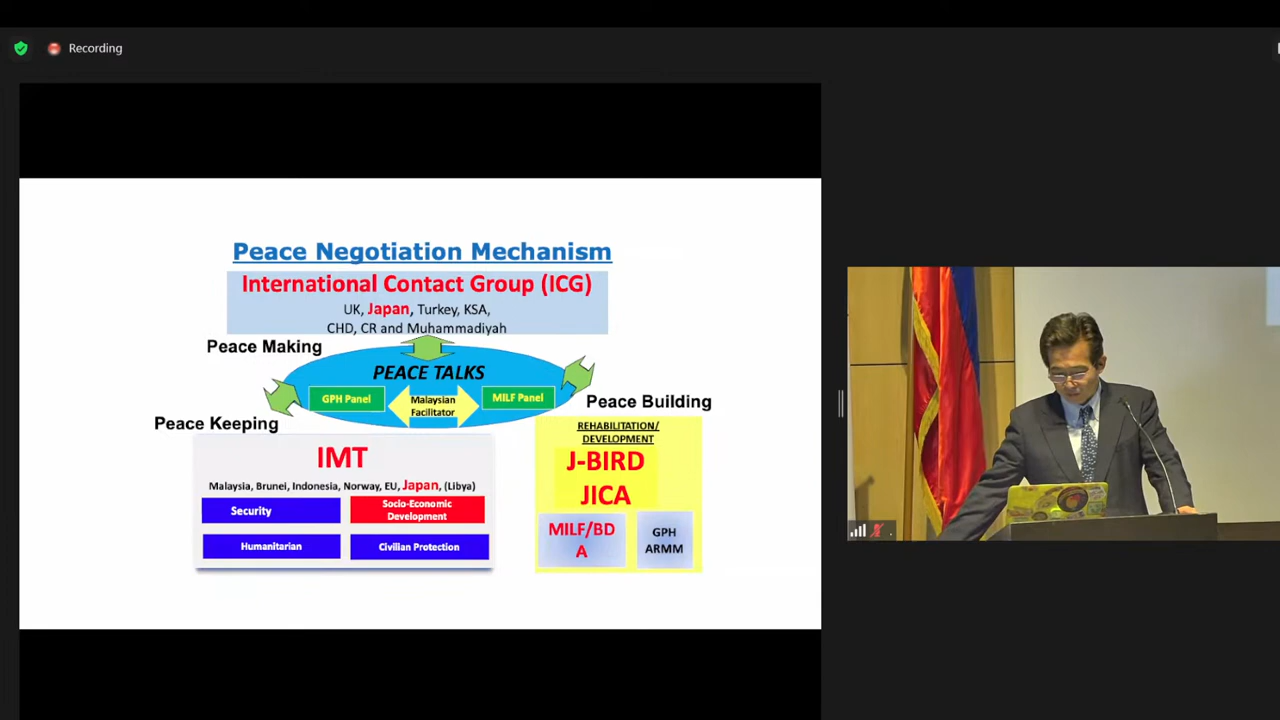 Recording
Peace Negotiation Mechanism
International Contact Group (ICG)
UK, Japan, Turkey, KSA,
CHD, CR and Muhammadiyah
Peace Making
PEACE TALKS
GPH Panel
Malaysian
Facilitator
MILF Panel
Peace Building
Peace Keeping
IMT
Malaysia, Brunei, Indonesia, Norway, EU, Japan, (Libya)
Security
Socio-Economic
Development
Humanitarian
Civilian Protection
REHABILITATION/
DEVELOPMENT
J-BIRD
JICA
MILF/BD
A
GPH
ARMM